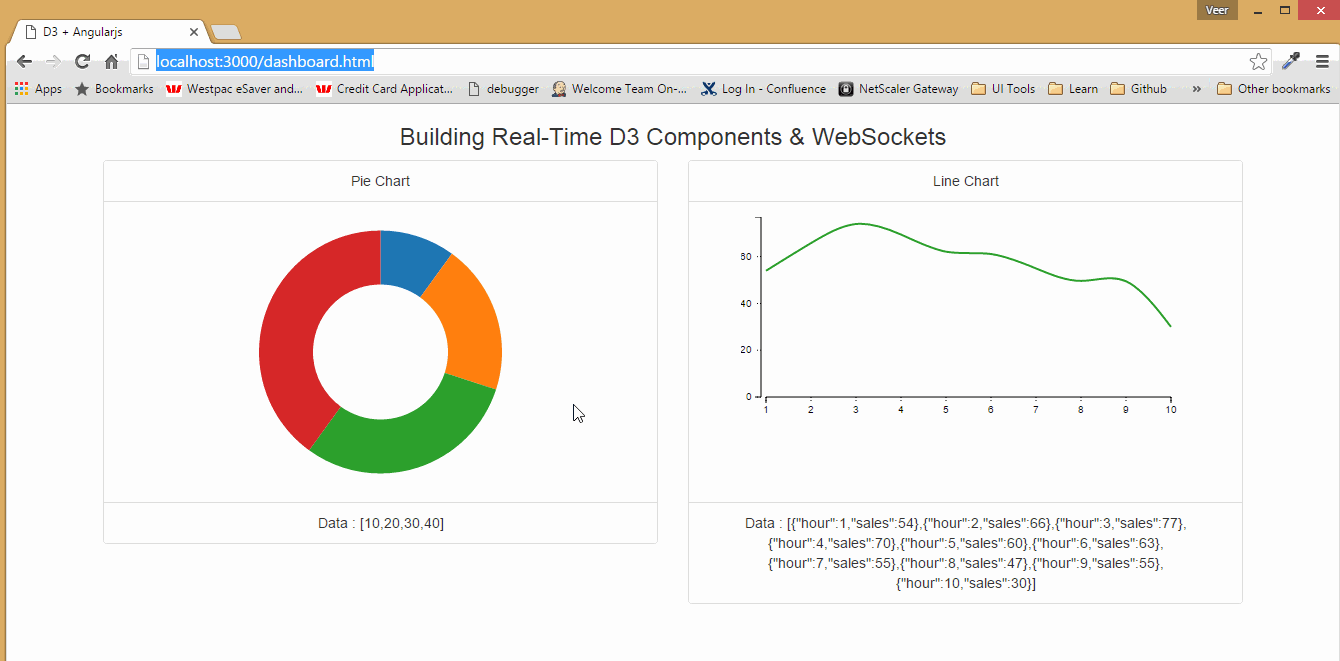 Veer
D3 + Angularjs
localhost:3000/dashboard.html
Apps Bookmarks Westpac eSaver and... Credit Card Applicat... debugger Welcome Team On-... Log In - Confluence NetScaler Gateway UI Tools Learn Github » Other bookmarks
Building Real-Time D3 Components & WebSockets
Pie Chart
Data : [10,20,30,40]
Line Chart
60
40
20
0
1 2 3 4 5 6 7 8 9 10
Data : [{"hour":1,"sales":54},{"hour":2,"sales":66},{"hour":3,"sales":77},
{"hour":4,"sales":70},{"hour":5,"sales":60},{"hour":6,"sales":63},
{"hour":7,"sales":55},{"hour":8,"sales":47},{"hour":9,"sales":55},
{"hour":10,"sales":30}]